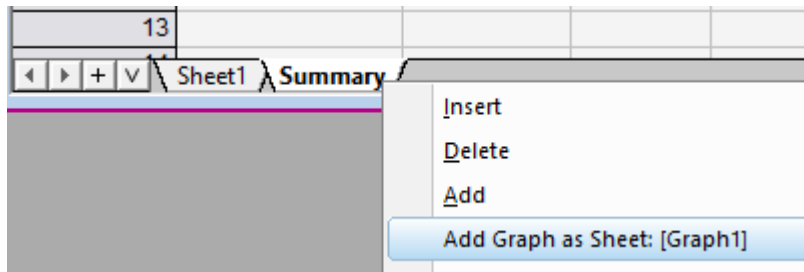 13
Sheet1 Summary
Insert
Delete
Add
Add Graph as Sheet: [Graph1]